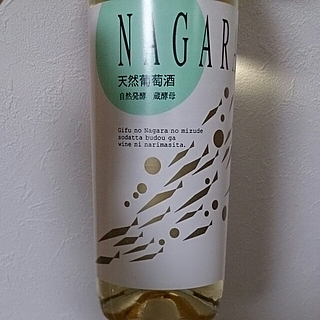 NAGARA
天然葡萄酒
自然発酵 蔵酵母
Gifu no Nagara no mizude
sodatta budou ga
wine ni narimasita.